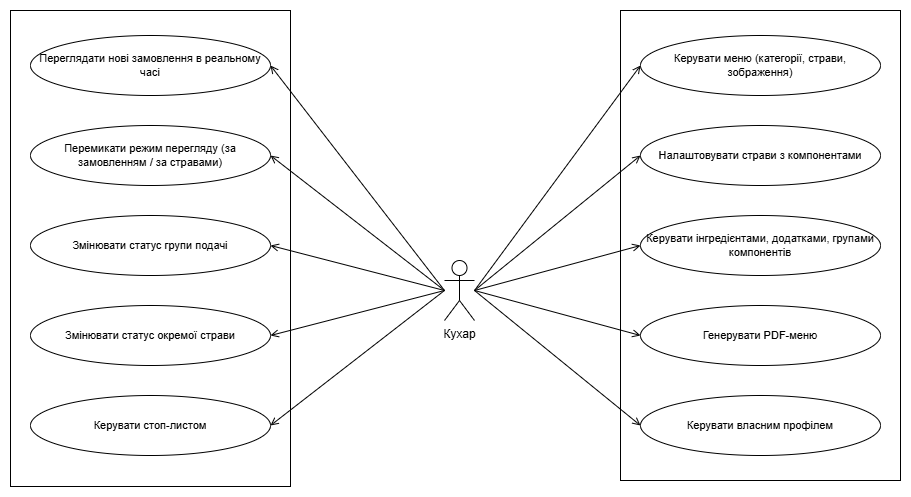 Переглядати нові замовлення в реальному
часі
Перемикати режим перегляду (за
замовленням / за стравами)
Змінювати статус групи подачі
Змінювати статус окремої страви
Керувати стоп-листом
Кухар
Керувати меню (категорії, страви,
зображення)
Налаштовувати страви з компонентами
Керувати інгредієнтами, додатками, групами
компонентів
Генерувати PDF-меню
Керувати власним профілем